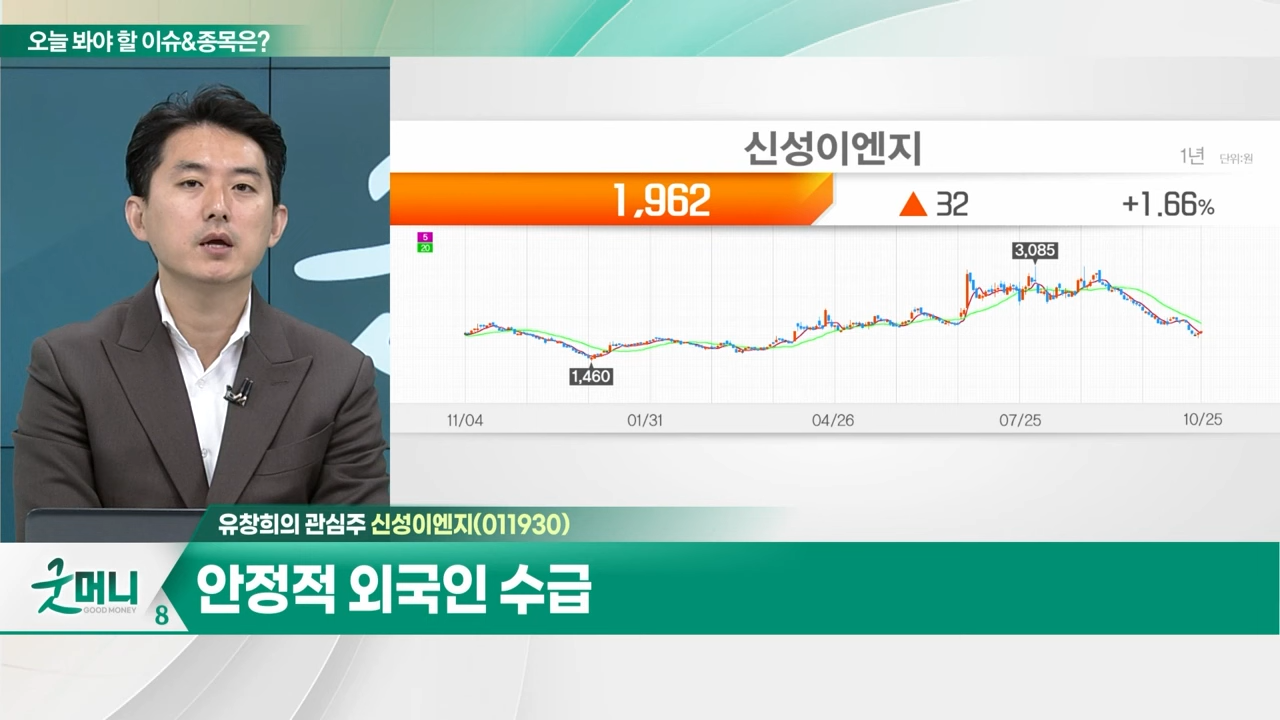 오늘 봐야 할 이슈&종목은?
신성이엔지
1년 단위:원
1,962 ▲ 32 +1.66%
5
20
3,085
1,460
11/04 01/31 04/26 07/25 10/25
유창희의 관심주 신성이엔지(011930)
굿머니
GOOD MONEY
8
안정적 외국인 수급